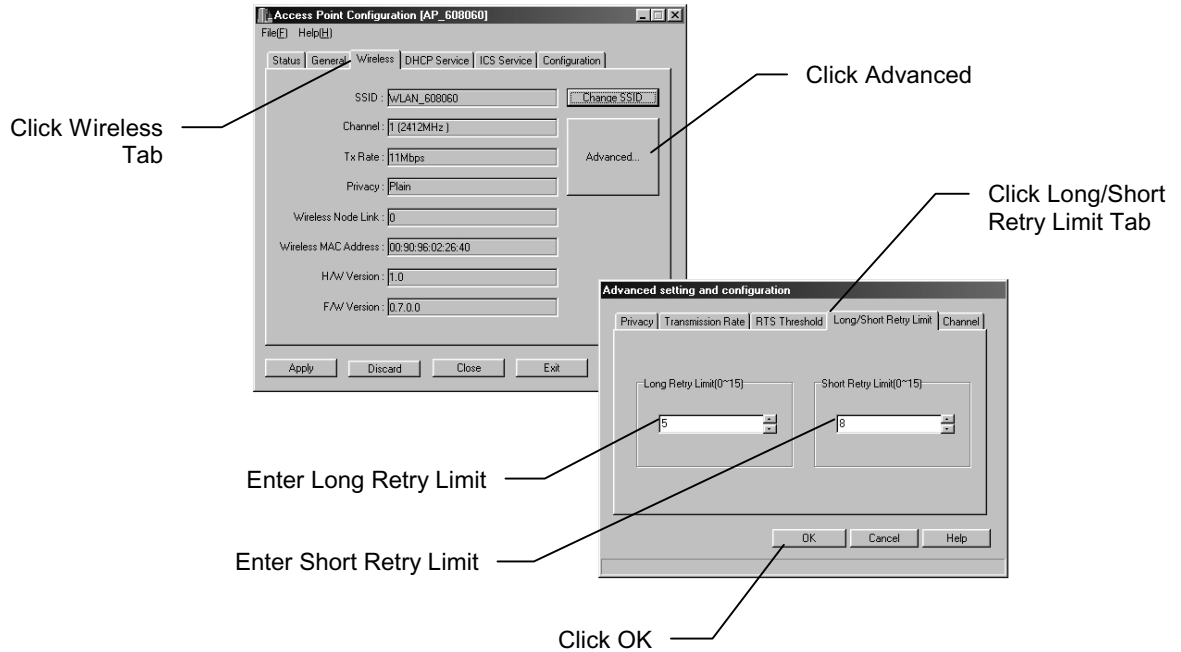 Access Point Configuration [AP_608060]
File(F) Help(H)
Status General Wireless DHCP Service ICS Service Configuration
SSID : WLAN_608060 Change SSID
Channel : 1 (2412MHz )
Tx Rate : 11Mbps Advanced...
Privacy : Plain
Wireless Node Link : 0
Wireless MAC Address : 00:90:96:02:26:40
H/W Version : 1.0
F/W Version : 0.7.0.0
Apply Discard Close Exit
Click Wireless
Tab
Click Advanced
Click Long/Short
Retry Limit Tab
Advanced setting and configuration
Privacy Transmission Rate RTS Threshold Long/Short Retry Limit Channel
Long Retry Limit(0~15) Short Retry Limit(0~15)
5 8
OK Cancel Help
Enter Long Retry Limit
Enter Short Retry Limit
Click OK